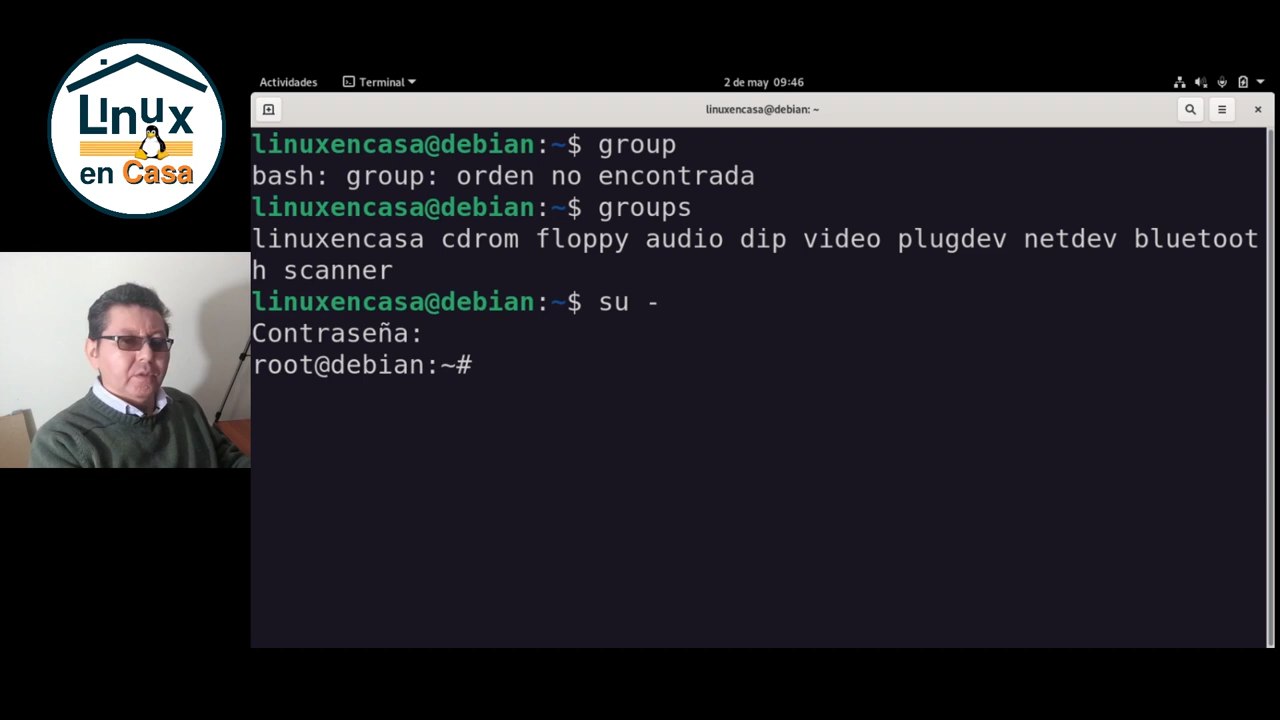 Linux
en Casa
Actividades
Terminal
2 de may 09:46
linuxencasa@debian: ~
linuxencasa@debian:~$ group
bash: group: orden no encontrada
linuxencasa@debian:~$ groups
linuxencasa cdrom floppy audio dip video plugdev netdev bluetoot
h scanner
linuxencasa@debian:~$ su -
Contraseña:
root@debian:~#